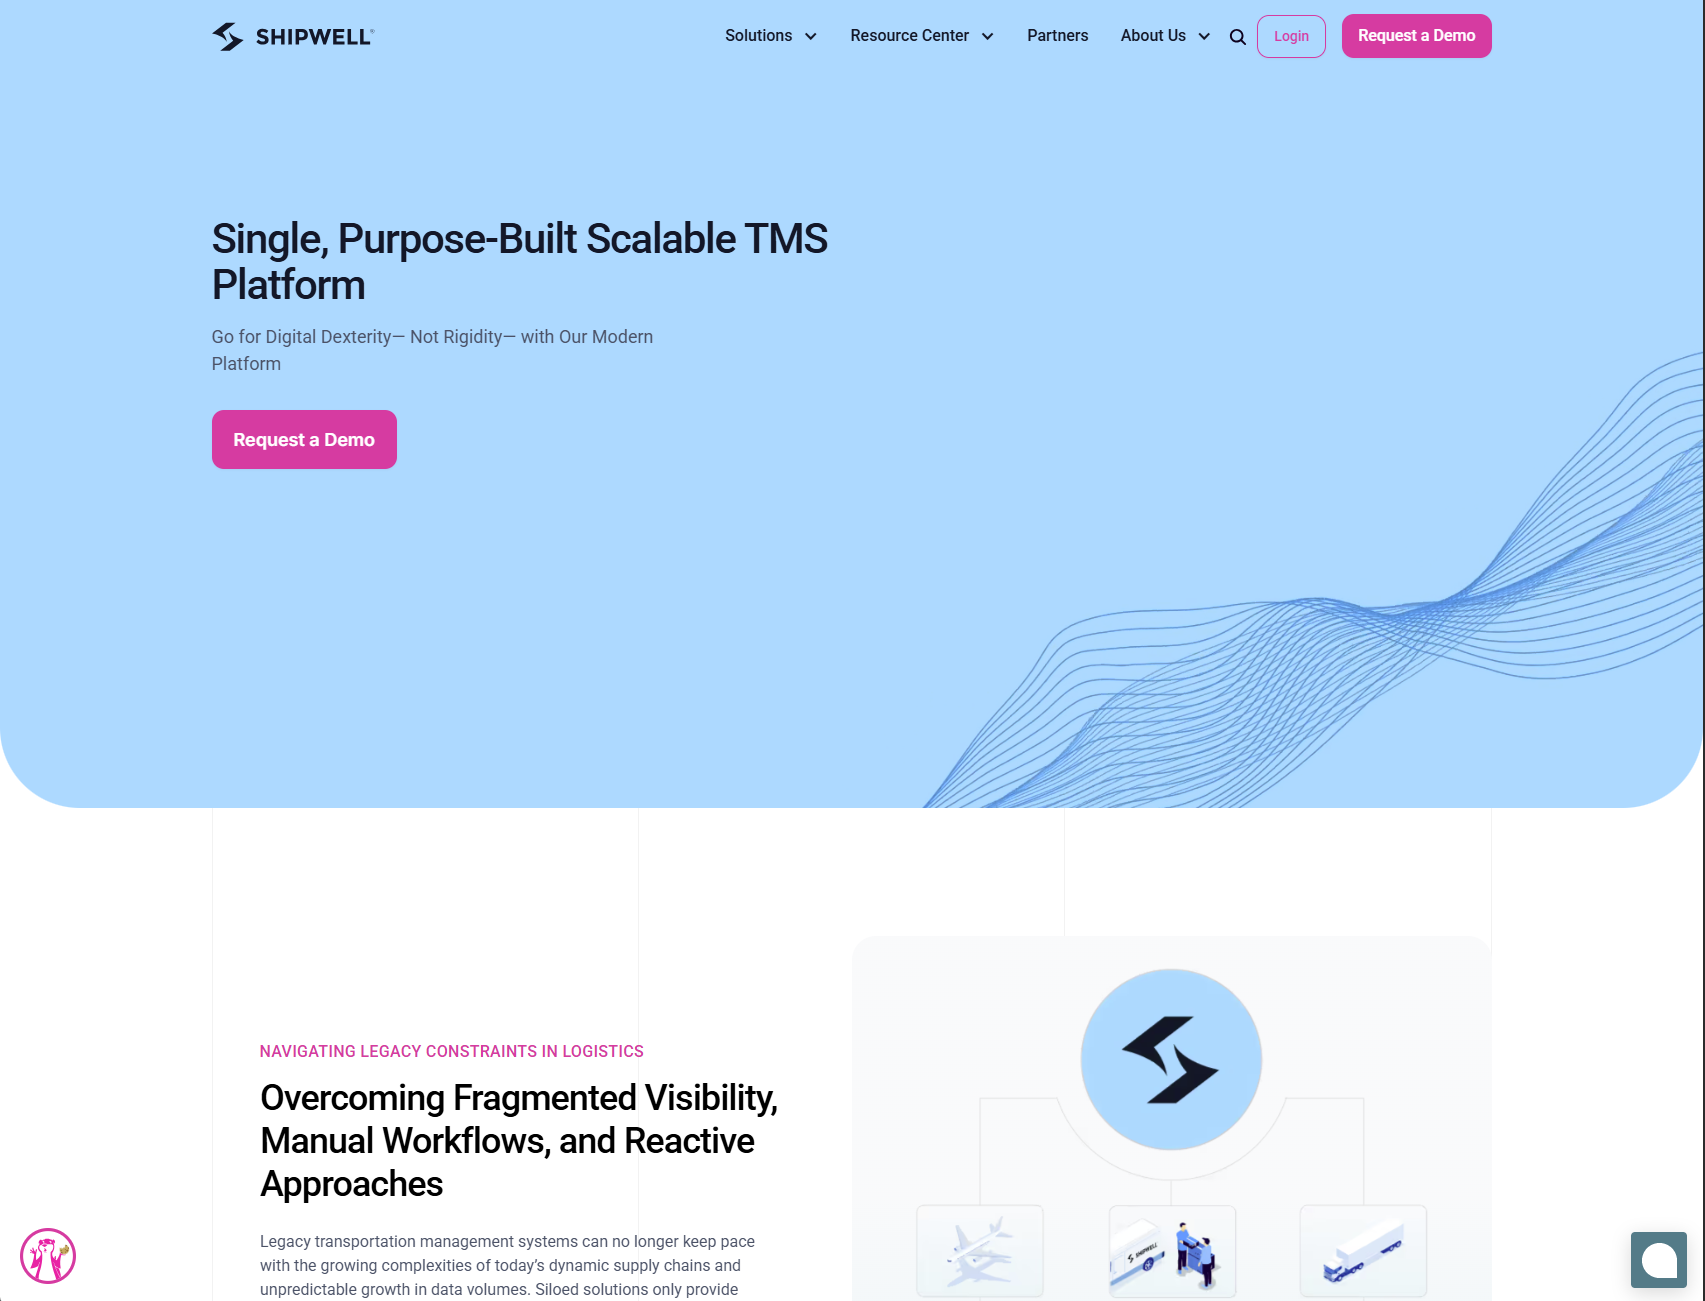 SHIPWELL®
Solutions
Resource Center
Partners
About Us
Login
Request a Demo
Single, Purpose-Built Scalable TMS
Platform
Go for Digital Dexterity— Not Rigidity— with Our Modern
Platform
Request a Demo
NAVIGATING LEGACY CONSTRAINTS IN LOGISTICS
Overcoming Fragmented Visibility,
Manual Workflows, and Reactive
Approaches
Legacy transportation management systems can no longer keep pace
with the growing complexities of today’s dynamic supply chains and
unpredictable growth in data volumes. Siloed solutions only provide
SHIPWELL